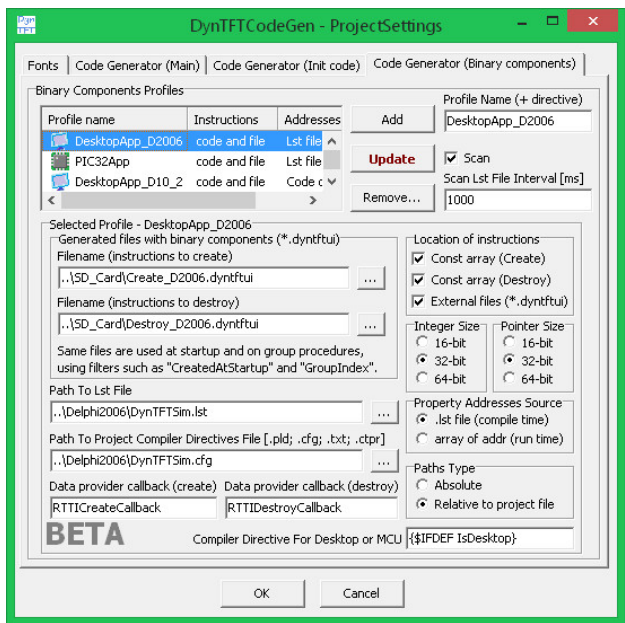 Dyn TFT
DynTFTCodeGen - ProjectSettings
Fonts Code Generator (Main) Code Generator (Init code) Code Generator (Binary components)
Binary Components Profiles
Profile name Instructions Addresses
DesktopApp_D2006 code and file Lst file
PIC32App code and file Lst file
DesktopApp_D10_2 code and file Code c
Add
Update
Remove...
Profile Name (+ directive)
DesktopApp_D2006
Scan
Scan Lst File Interval [ms]
1000
Selected Profile - DesktopApp_D2006
Generated files with binary components (*.dyntftui)
Filename (instructions to create)
..\SD_Card\Create_D2006.dyntftui
...
Filename (instructions to destroy)
..\SD_Card\Destroy_D2006.dyntftui
...
Same files are used at startup and on group procedures,
using filters such as "CreatedAtStartup" and "GroupIndex".
Path To Lst File
..\Delphi2006\DynTFTSim.lst
...
Path To Project Compiler Directives File [.pld; .cfg; .txt; .ctpr]
..\Delphi2006\DynTFTSim.cfg
...
Data provider callback (create) Data provider callback (destroy)
RTTICreateCallback RTTIDestroyCallback
Location of instructions
Const array (Create)
Const array (Destroy)
External files (*.dyntftui)
Integer Size
16-bit
32-bit
64-bit
Pointer Size
16-bit
32-bit
64-bit
Property Addresses Source
.lst file (compile time)
array of addr (run time)
Paths Type
Absolute
Relative to project file
BETA
Compiler Directive For Desktop or MCU {$IFDEF IsDesktop}
OK Cancel